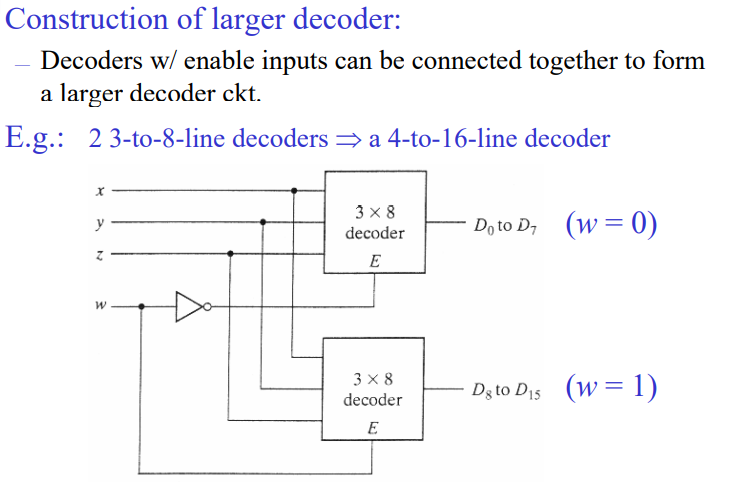 Construction of larger decoder:
– Decoders w/ enable inputs can be connected together to form
a larger decoder ckt.
E.g.: 2 3-to-8-line decoders ⇒ a 4-to-16-line decoder
x
y
z
w
3 × 8
decoder
E
D₀ to D₇ (w = 0)
3 × 8
decoder
E
D₈ to D₁₅ (w = 1)